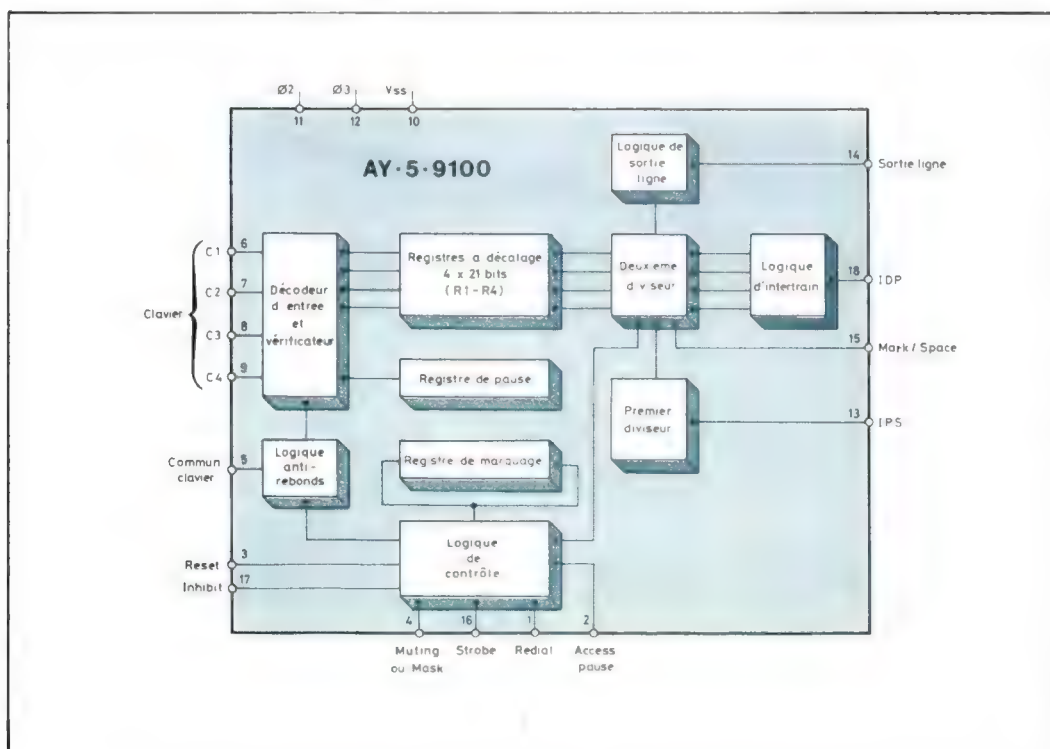 Ø2 Ø3 Vss
11 12 10
AY-5-9100
Logique de
sortie
ligne
14 Sortie ligne
Clavier
C1 6
C2 7
C3 8
C4 9
Décodeur
d entrée
et
vérificateur
Registres a décalage
4 x 21 bits
(R1-R4)
Deuxième
d v seur
Logique
d'intertrain
18 IDP
15 Mark / Space
Registre de pause
Premier
diviseur
13 IPS
Commun
clavier
5
Logique
anti-
rebonds
Registre de marquage
Logique
de
contrôle
Reset 3
Inhibit 17
4 16 1 2
Muting
ou Mask
Strobe
Redial
Access
pause